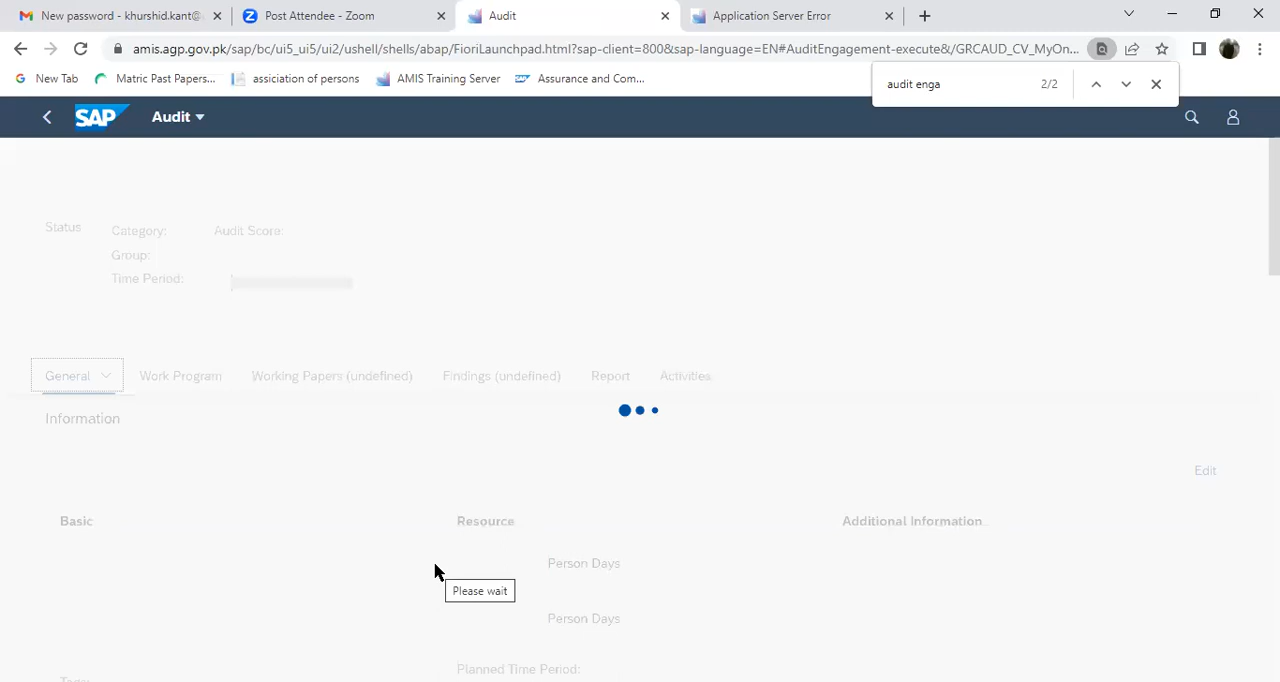 New password - khurshid.kant@
Post Attendee - Zoom
Audit
Application Server Error
amis.agp.gov.pk/sap/bc/ui5_ui5/ui2/ushell/shells/abap/FioriLaunchpad.html?sap-client=800&sap-language=EN#AuditEngagement-execute&/GRCAUD_CV_MyOn...
New Tab
Matric Past Papers...
assiciation of persons
AMIS Training Server
Assurance and Com...
audit enga 2/2
SAP Audit
Status
Category: Audit Score:
Group:
Time Period:
General Work Program Working Papers (undefined) Findings (undefined) Report Activities
Information
Edit
Basic Resource Additional Information
Person Days
Please wait
Person Days
Planned Time Period: